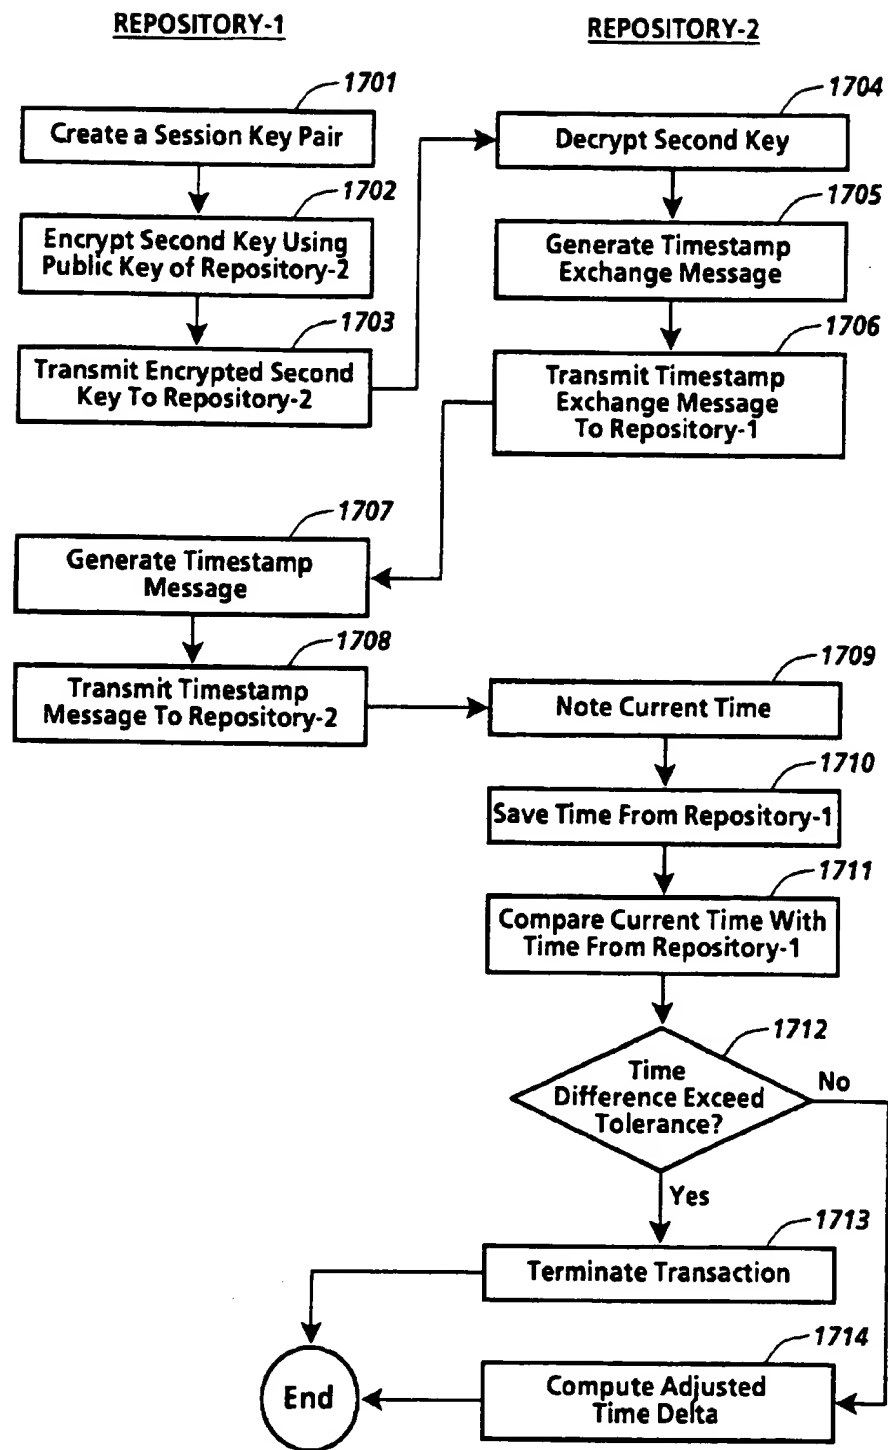 REPOSITORY-1
REPOSITORY-2
1701
Create a Session Key Pair
1702
Encrypt Second Key Using
Public Key of Repository-2
1703
Transmit Encrypted Second
Key To Repository-2
1704
Decrypt Second Key
1705
Generate Timestamp
Exchange Message
1706
Transmit Timestamp
Exchange Message
To Repository-1
1707
Generate Timestamp
Message
1708
Transmit Timestamp
Message To Repository-2
1709
Note Current Time
1710
Save Time From Repository-1
1711
Compare Current Time With
Time From Repository-1
1712
Time
Difference Exceed
Tolerance?
No
Yes
1713
Terminate Transaction
1714
Compute Adjusted
Time Delta
End